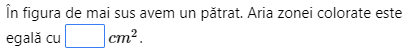 În figura de mai sus avem un pătrat. Aria zonei colorate este
egală cu cm².